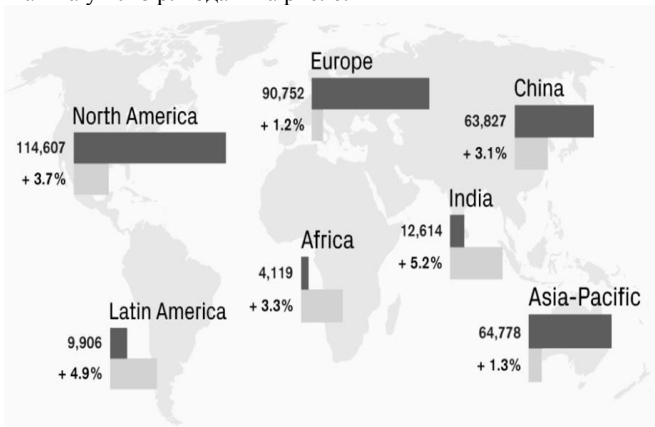 Europe
90,752
+ 1.2%
China
63,827
+ 3.1%
North America
114,607
+ 3.7%
India
12,614
+ 5.2%
Africa
4,119
+ 3.3%
Latin America
9,906
+ 4.9%
Asia-Pacific
64,778
+ 1.3%